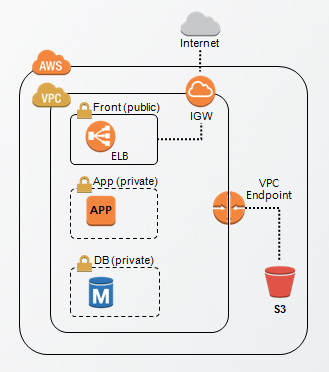 Internet
AWS
VPC
Front (public)
IGW
ELB
App (private)
APP
VPC
Endpoint
DB (private)
M
S3